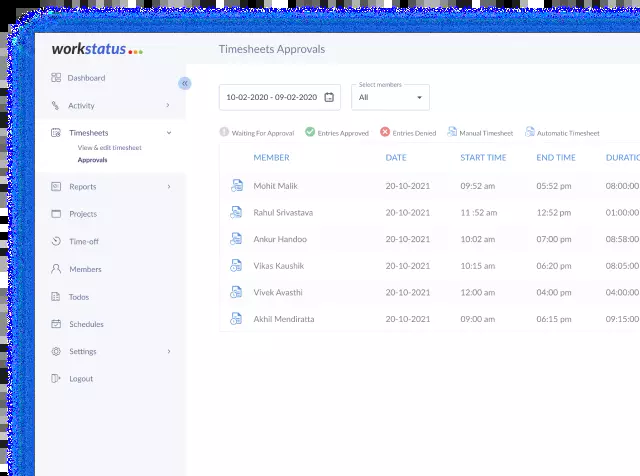 workstatus
Timesheets Approvals
Dashboard
Activity
Timesheets
View & edit timesheet
Approvals
Reports
Projects
Time-off
Members
Todos
Schedules
Settings
Logout
10-02-2020 - 09-02-2020
Select members
All
Waiting For Approval Entries Approved Entries Denied Manual Timesheet Automatic Timesheet
MEMBER DATE START TIME END TIME DURATIO
Mohit Malik 20-10-2021 09:52 am 05:52 pm 08:00:00
Rahul Srivastava 20-10-2021 11 :52 am 12:52 pm 01:00:00
Ankur Handoo 20-10-2021 10:02 am 07:00 pm 08:58:00
Vikas Kaushik 20-10-2021 10:15 am 06:20 pm 08:05:00
Vivek Avasthi 20-10-2021 12:00 am 04:00 pm 04:00:00
Akhil Mendiratta 20-10-2021 09:00 am 06:15 pm 09:15:00